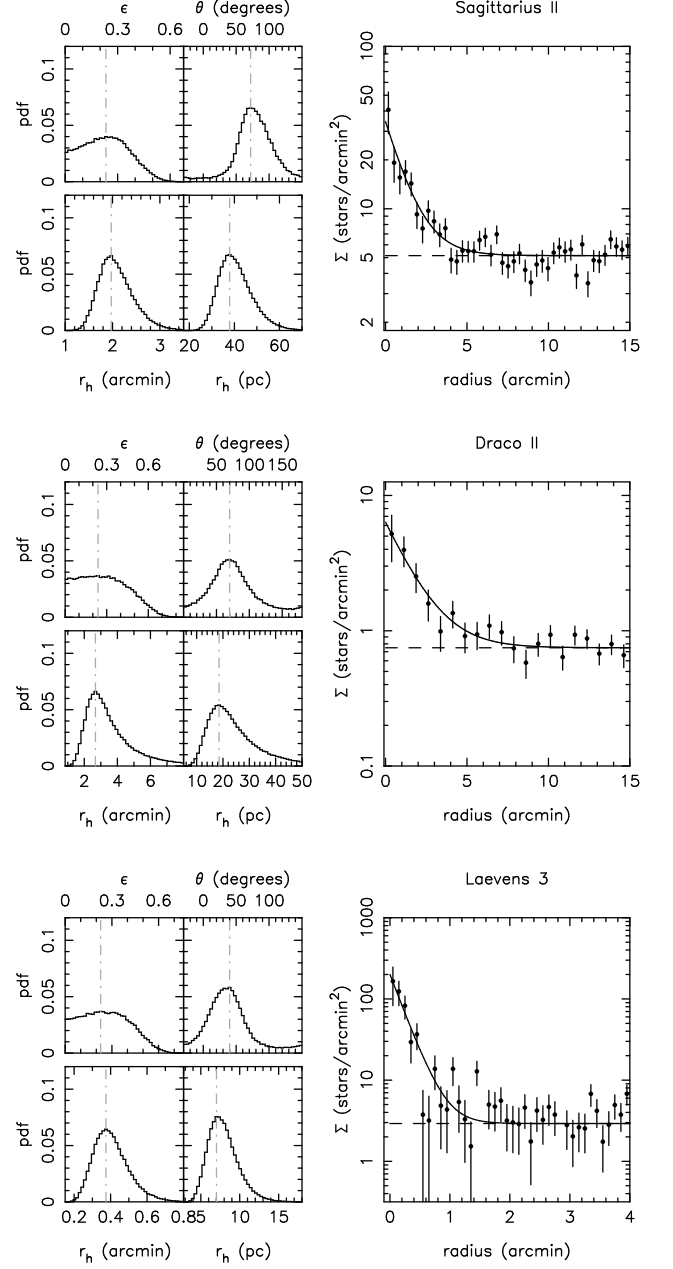 ε θ (degrees) Sagittarius II
0 0.3 0.6 0 50 100
pdf 0.1 0.05 0
pdf 0.1 0.05 0
1 2 3 20 40 60
r_h (arcmin) r_h (pc)
Σ (stars/arcmin²)
100 50 20 10 5 2
0 5 10 15
radius (arcmin)
ε θ (degrees) Draco II
0 0.3 0.6 50 100 150
pdf 0.1 0.05 0
pdf 0.1 0.05 0
2 4 6 10 20 30 40 50
r_h (arcmin) r_h (pc)
Σ (stars/arcmin²)
10 1 0.1
0 5 10 15
radius (arcmin)
ε θ (degrees) Laevens 3
0 0.3 0.6 0 50 100
pdf 0.1 0.05 0
pdf 0.1 0.05 0
0.2 0.4 0.6 0.8 5 10 15
r_h (arcmin) r_h (pc)
Σ (stars/arcmin²)
1000 100 10 1
0 1 2 3 4
radius (arcmin)